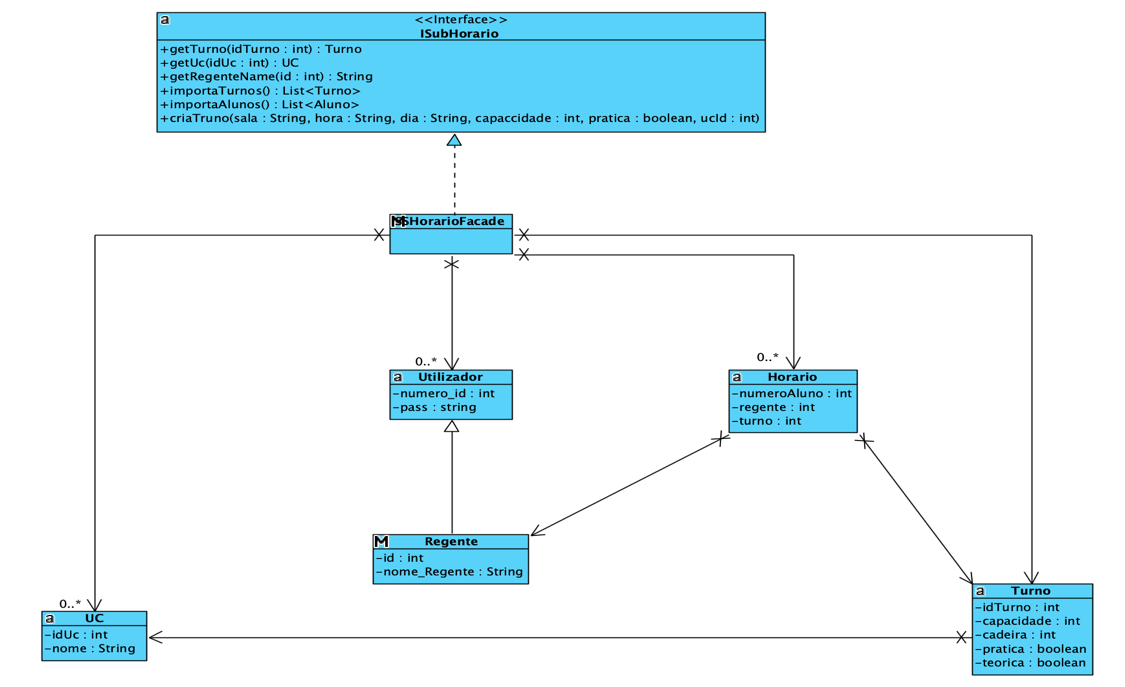 a
<<Interface>>
ISubHorario
+getTurno(idTurno : int) : Turno
+getUc(idUc : int) : UC
+getRegenteName(id : int) : String
+importaTurnos() : List<Turno>
+importaAlunos() : List<Aluno>
+criaTruno(sala : String, hora : String, dia : String, capaccidade : int, pratica : boolean, ucId : int)
M
SSHorarioFacade
0..*
a Utilizador
-numero_id : int
-pass : string
0..*
a Horario
-numeroAluno : int
-regente : int
-turno : int
M Regente
-id : int
-nome_Regente : String
0..*
a UC
-idUc : int
-nome : String
a Turno
-idTurno : int
-capacidade : int
-cadeira : int
-pratica : boolean
-teorica : boolean